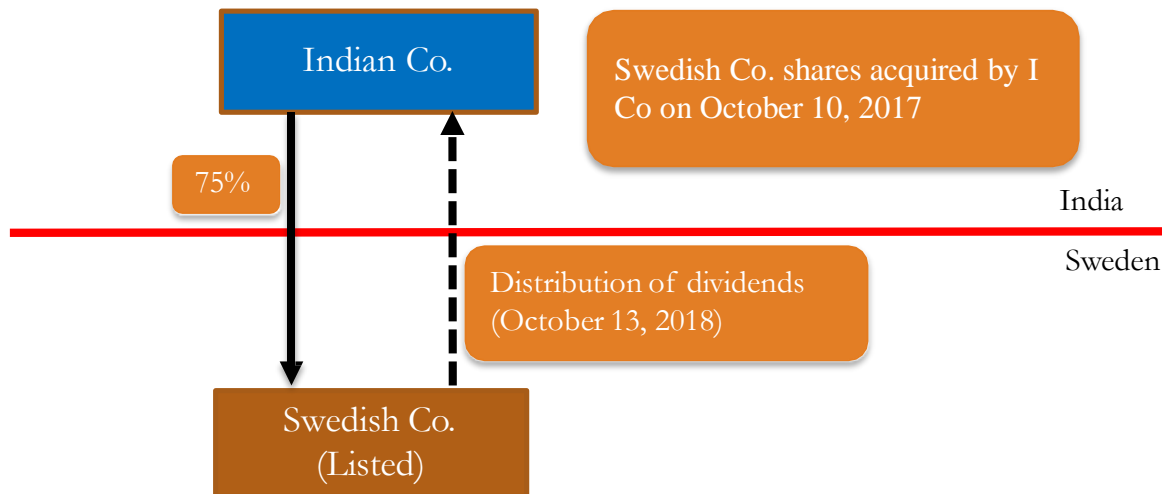 Indian Co.
Swedish Co. shares acquired by I
Co on October 10, 2017
75%
India
Sweden
Distribution of dividends
(October 13, 2018)
Swedish Co.
(Listed)